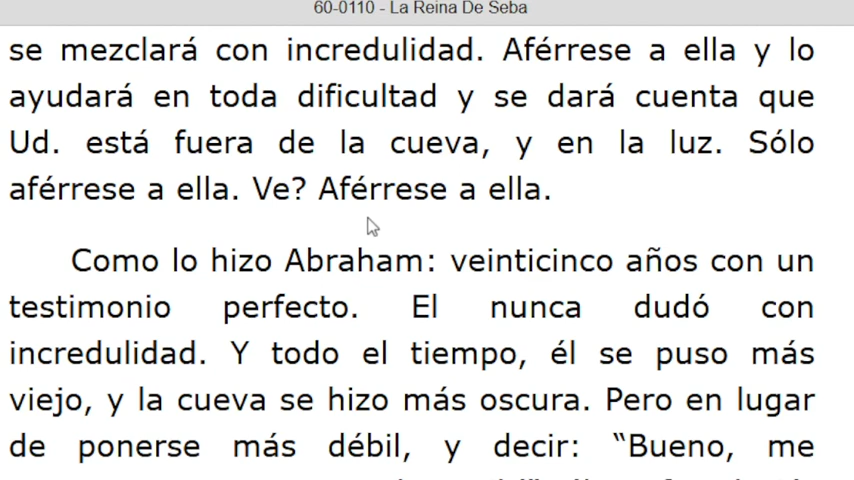 60-0110 - La Reina De Seba
se mezclará con incredulidad. Aférrese a ella y lo
ayudará en toda dificultad y se dará cuenta que
Ud. está fuera de la cueva, y en la luz. Sólo
aférrese a ella. Ve? Aférrese a ella.
Como lo hizo Abraham: veinticinco años con un
testimonio perfecto. El nunca dudó con
incredulidad. Y todo el tiempo, él se puso más
viejo, y la cueva se hizo más oscura. Pero en lugar
de ponerse más débil, y decir: “Bueno, me